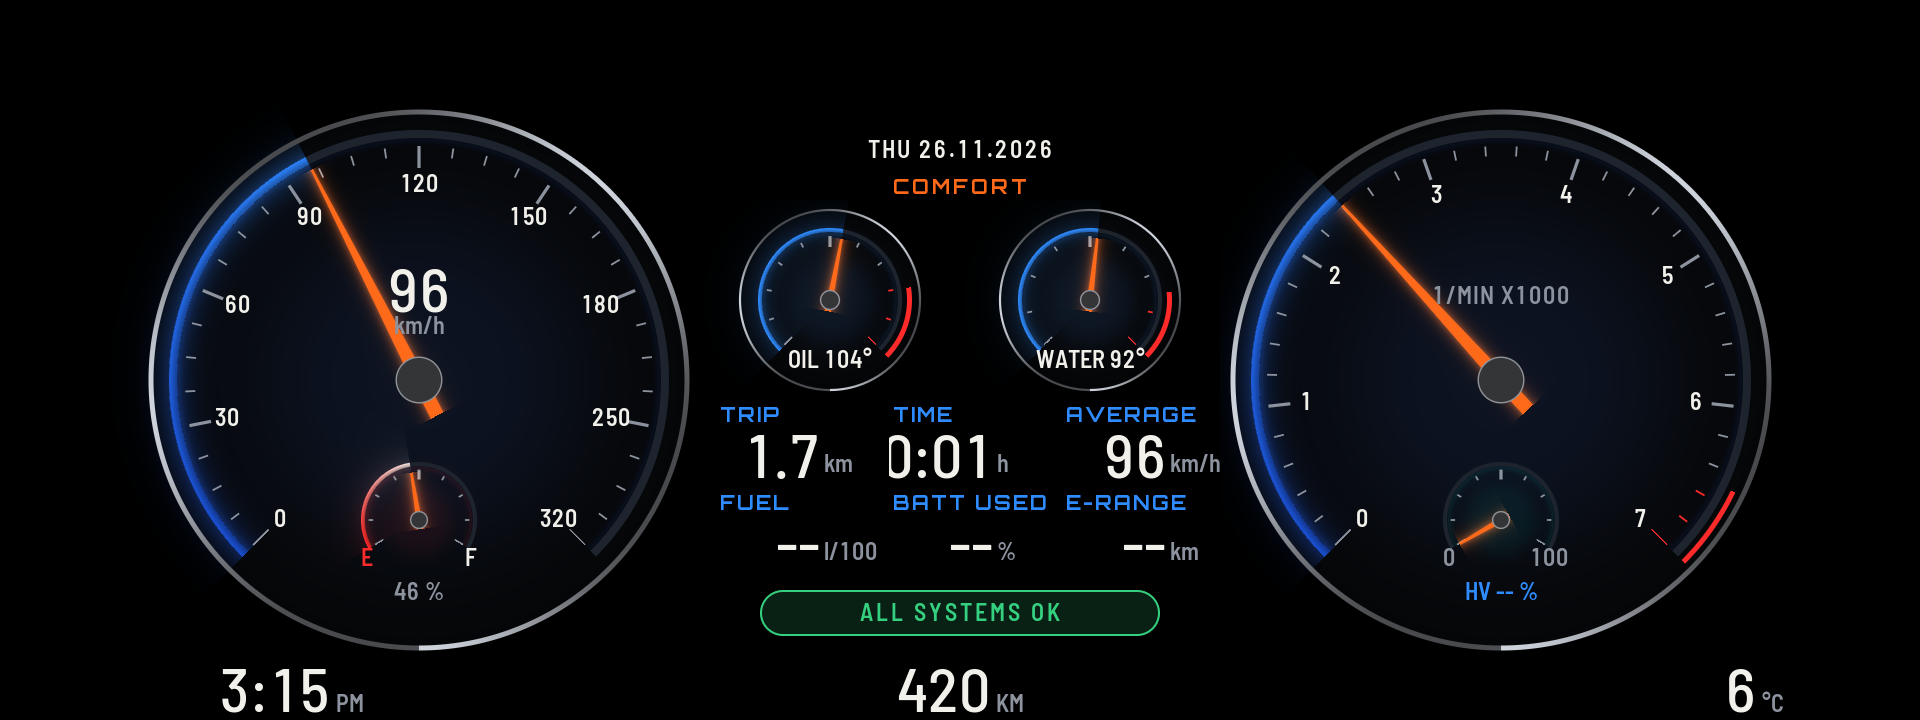 THU 26.11.2026
COMFORT
0
30
60
90
120
150
180
250
320
96
km/h
E
F
46 %
OIL 104°
WATER 92°
TRIP
TIME
AVERAGE
1.7 km
0:01 h
96 km/h
FUEL
BATT USED
E-RANGE
-- l/100
-- %
-- km
ALL SYSTEMS OK
0
1
2
3
4
5
6
7
1/MIN X1000
0
100
HV -- %
3:15 PM
420 KM
6 °C